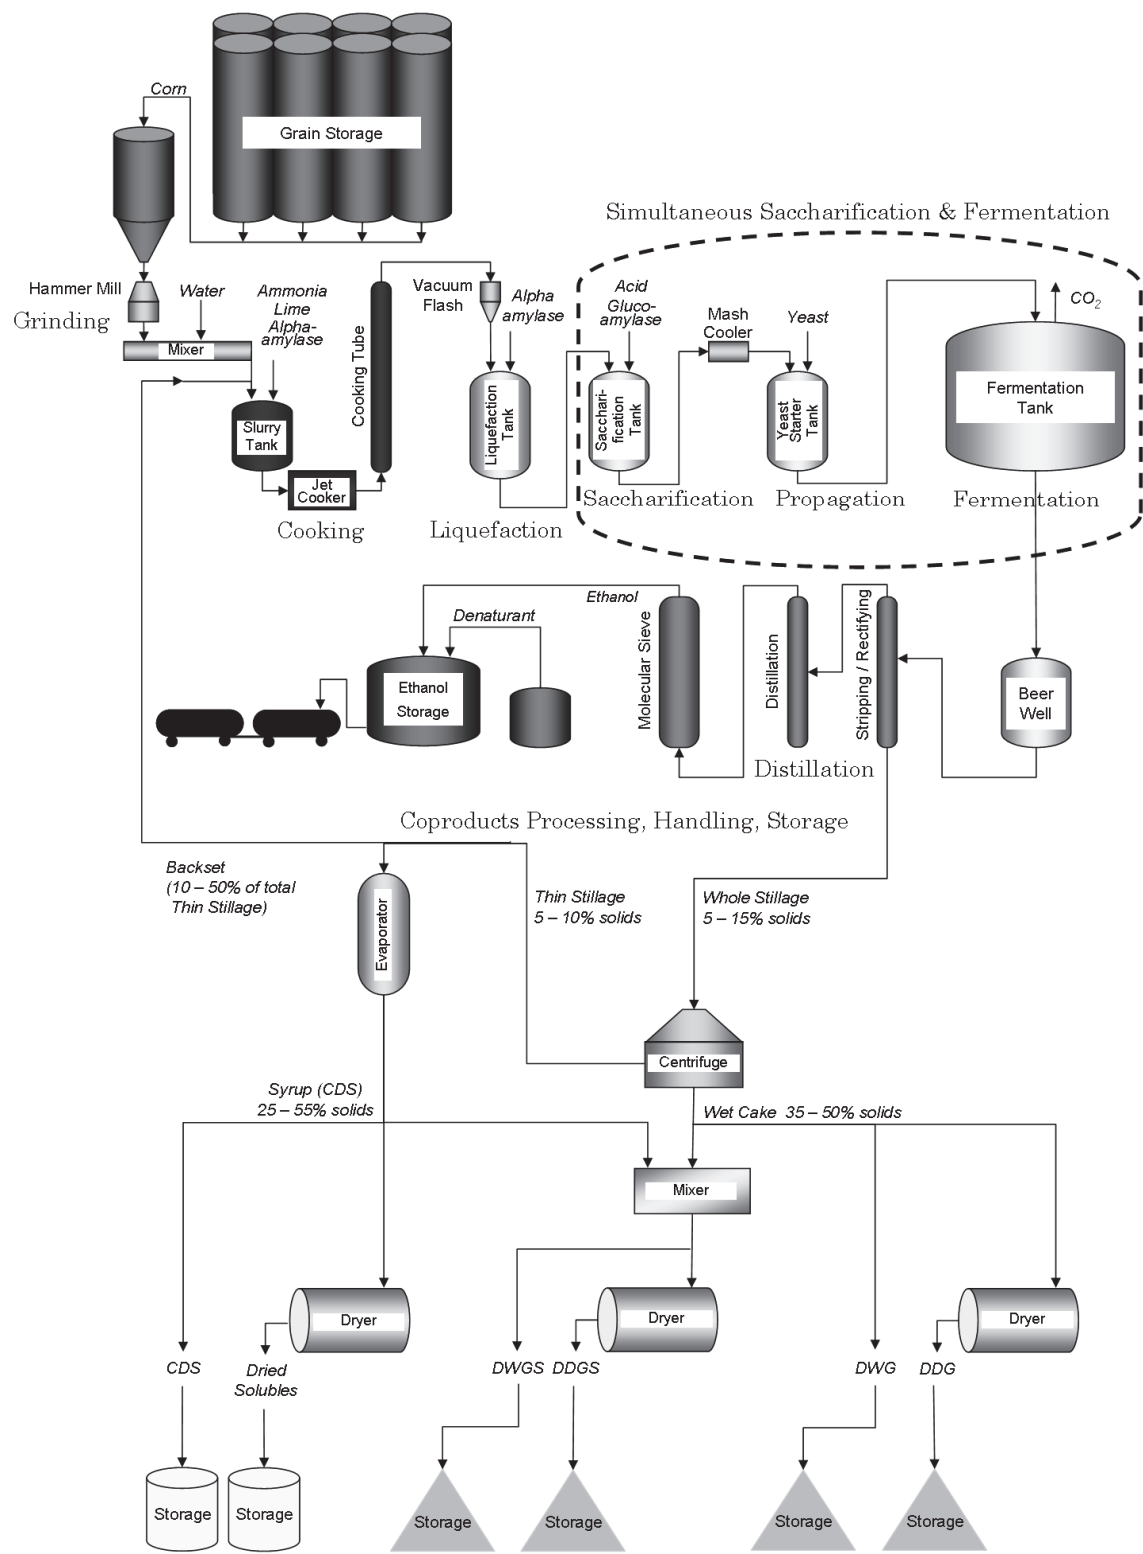 Corn
Grain Storage
Simultaneous Saccharification & Fermentation
Hammer Mill
Grinding
Water
Mixer
Ammonia
Lime
Alpha-
amylase
Slurry
Tank
Jet
Cooker
Cooking
Cooking Tube
Vacuum
Flash
Alpha
amylase
Liquefaction
Tank
Liquefaction
Acid
Gluco-
amylase
Sacchari-
fication
Tank
Saccharification
Mash
Cooler
Yeast
Yeast
Starter
Tank
Propagation
CO2
Fermentation
Tank
Fermentation
Ethanol
Denaturant
Ethanol
Storage
Molecular Sieve
Distillation
Stripping / Rectifying
Distillation
Beer
Well
Coproducts Processing, Handling, Storage
Backset
(10 – 50% of total
Thin Stillage)
Evaporator
Thin Stillage
5 – 10% solids
Whole Stillage
5 – 15% solids
Centrifuge
Syrup (CDS)
25 – 55% solids
Wet Cake 35 – 50% solids
Mixer
Dryer
Dryer
Dryer
CDS
Dried
Solubles
DWGS
DDGS
DWG
DDG
Storage
Storage
Storage
Storage
Storage
Storage